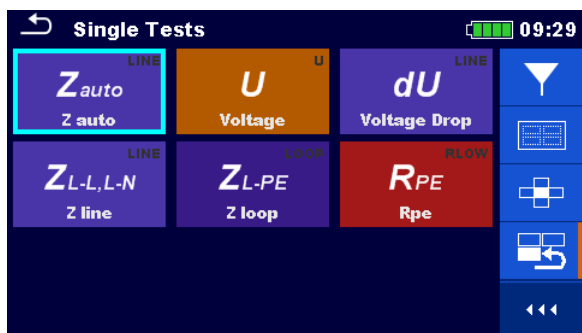 Single Tests 09:29
LINE U LINE
Zauto U dU
Z auto Voltage Voltage Drop
LINE LOOP RLOW
ZL-L,L-N ZL-PE RPE
Z line Z loop Rpe